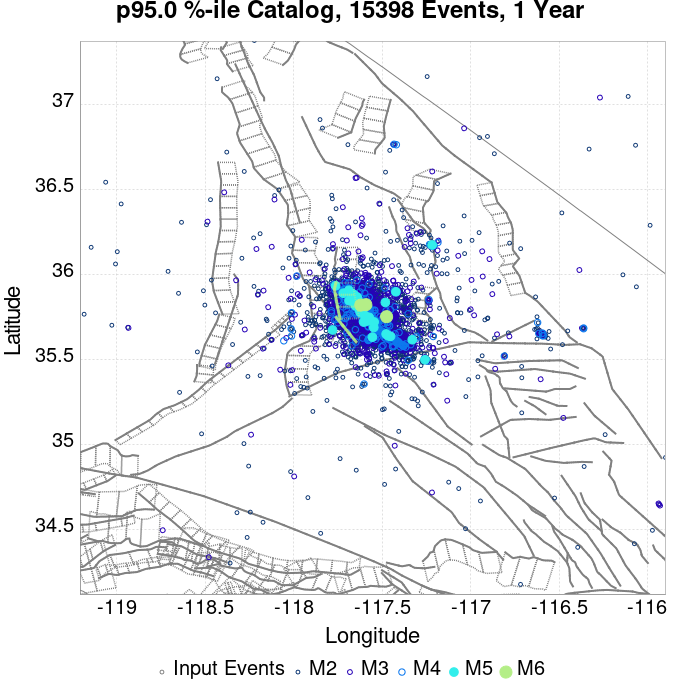 p95.0 %-ile Catalog, 15398 Events, 1 Year
37
36.5
36
35.5
35
34.5
Latitude
-119 -118.5 -118 -117.5 -117 -116.5 -116
Longitude
Input Events M2 M3 M4 M5 M6